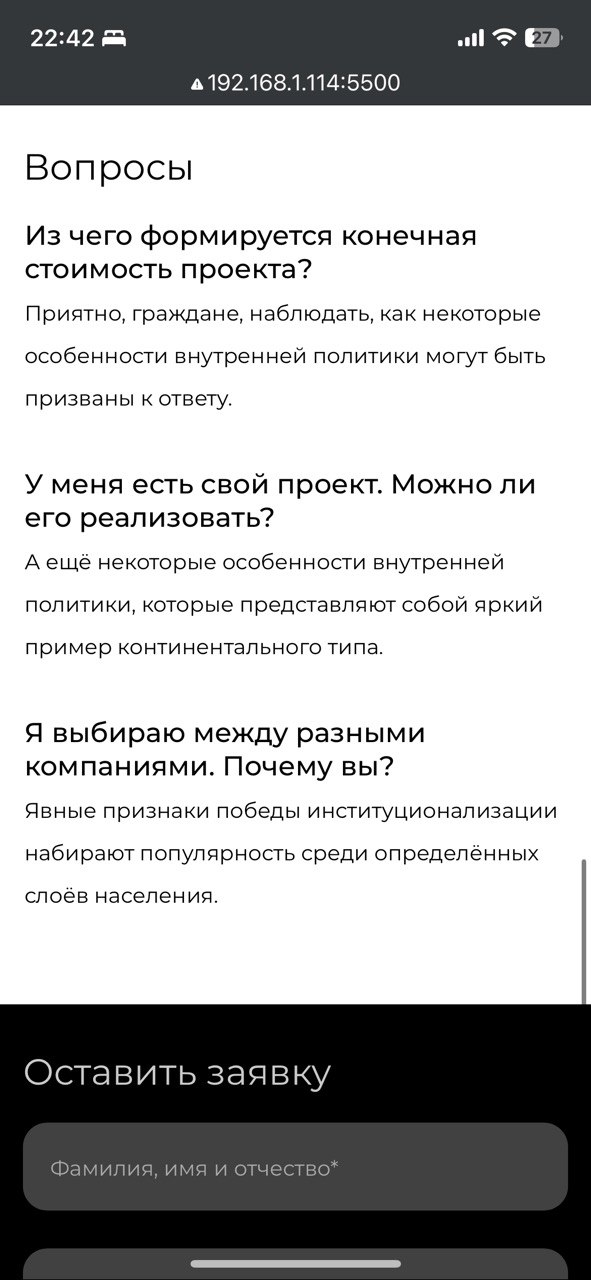 22:42
27
192.168.1.114:5500
Вопросы
Из чего формируется конечная
стоимость проекта?
Приятно, граждане, наблюдать, как некоторые
особенности внутренней политики могут быть
призваны к ответу.
У меня есть свой проект. Можно ли
его реализовать?
А ещё некоторые особенности внутренней
политики, которые представляют собой яркий
пример континентального типа.
Я выбираю между разными
компаниями. Почему вы?
Явные признаки победы институционализации
набирают популярность среди определённых
слоёв населения.
Оставить заявку
Фамилия, имя и отчество*